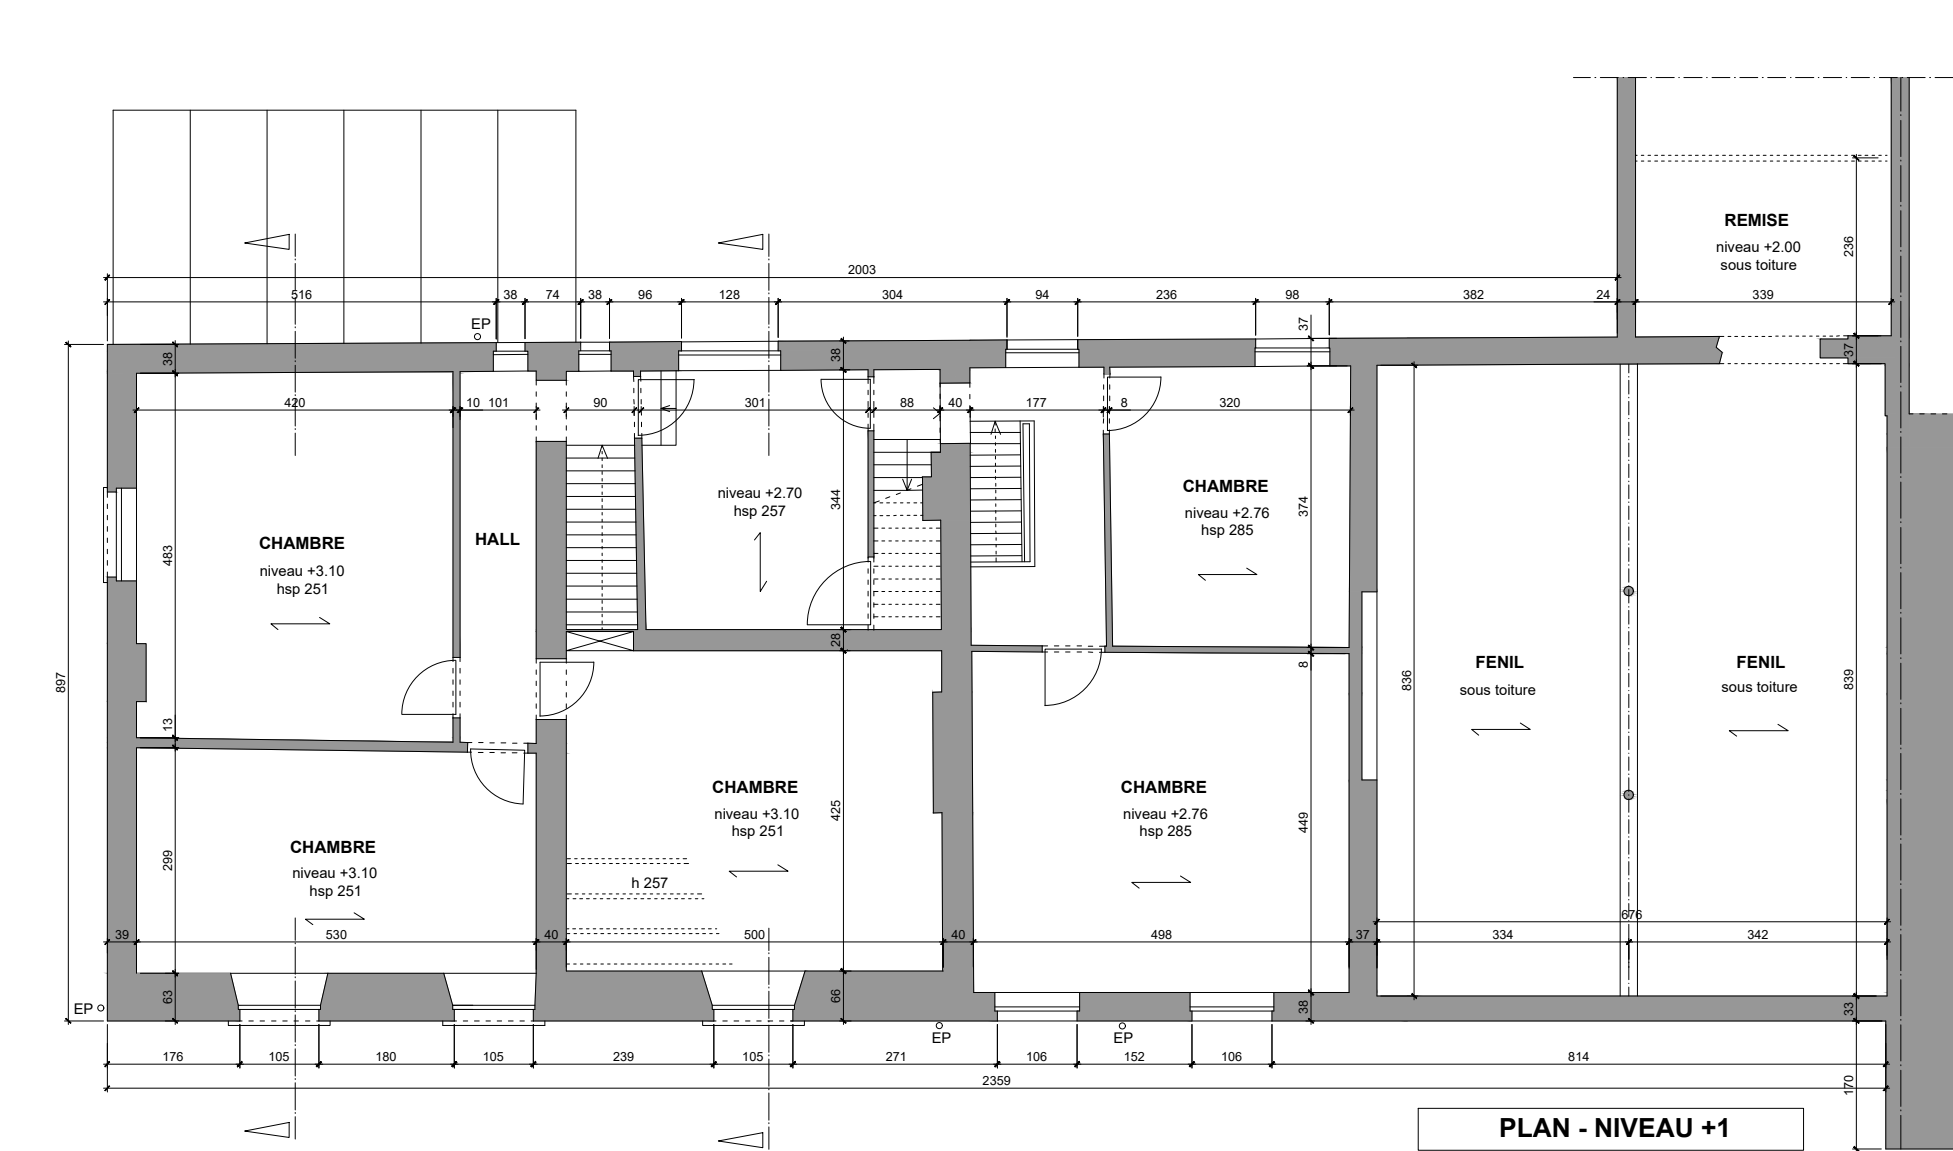 REMISE
niveau +2.00
sous toiture
236
2003
516
38
74
38
96
128
304
94
236
98
382
24
339
EP
37
38
38
37
420
10
101
90
301
88
40
177
8
320
CHAMBRE
niveau +3.10
hsp 251
483
HALL
niveau +2.70
hsp 257
344
CHAMBRE
niveau +2.76
hsp 285
374
28
8
897
13
FENIL
sous toiture
836
FENIL
sous toiture
839
CHAMBRE
niveau +3.10
hsp 251
299
CHAMBRE
niveau +3.10
hsp 251
425
h 257
CHAMBRE
niveau +2.76
hsp 285
449
676
39
530
40
500
40
498
37
334
342
63
66
38
33
EP
EP
EP
176
105
180
105
239
105
271
106
152
106
814
2359
170
PLAN - NIVEAU +1